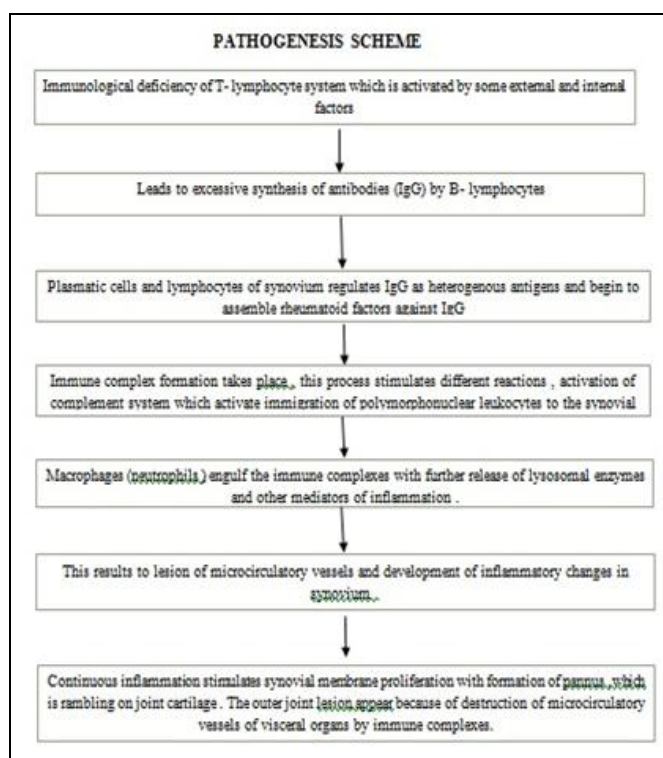 PATHOGENESIS SCHEME
Immunological deficiency of T- lymphocyte system which is activated by some external and internal
factors
Leads to excessive synthesis of antibodies (IgG) by B- lymphocytes
Plasmatic cells and lymphocytes of synovium regulates IgG as heterogenous antigens and begin to
assemble rheumatoid factors against IgG
Immune complex formation takes place , this process stimulates different reactions , activation of
complement system which activate immigration of polymorphonuclear leukocytes to the synovial
Macrophages (neutrophils ) engulf the immune complexes with further release of lysosomal enzymes
and other mediators of inflammation .
This results to lesion of microcirculatory vessels and development of inflammatory changes in
synovium .
Continuous inflammation stimulates synovial membrane proliferation with formation of pannus , which
is rambling on joint cartilage . The outer joint lesion appear because of destruction of microcirculatory
vessels of visceral organs by immune complexes.